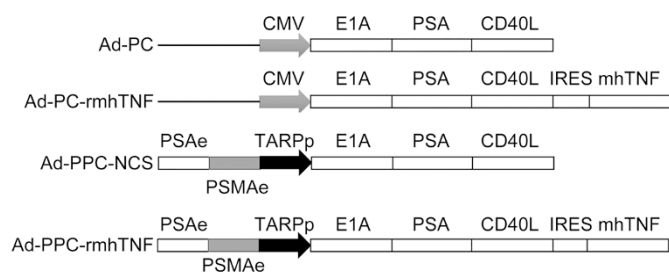 CMV E1A PSA CD40L
Ad-PC
CMV E1A PSA CD40L IRES mhTNF
Ad-PC-rmhTNF
PSAe TARPp E1A PSA CD40L
Ad-PPC-NCS
PSMAe
PSAe TARPp E1A PSA CD40L IRES mhTNF
Ad-PPC-rmhTNF
PSMAe